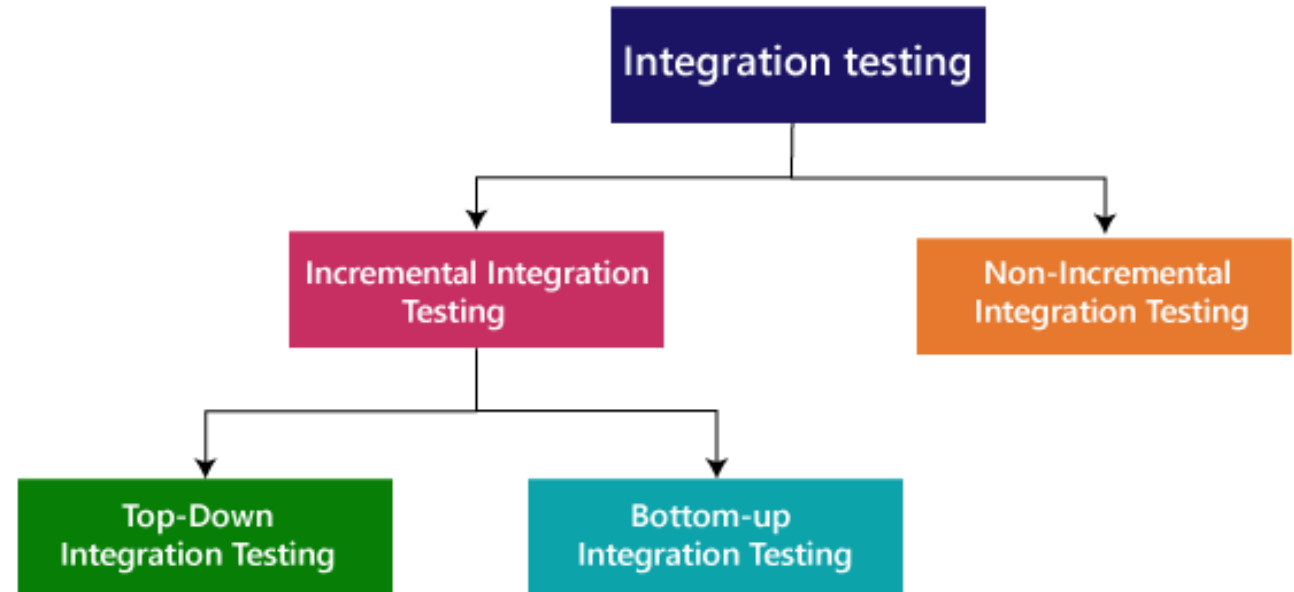 Integration testing
Incremental Integration
Testing
Non-Incremental
Integration Testing
Top-Down
Integration Testing
Bottom-up
Integration Testing